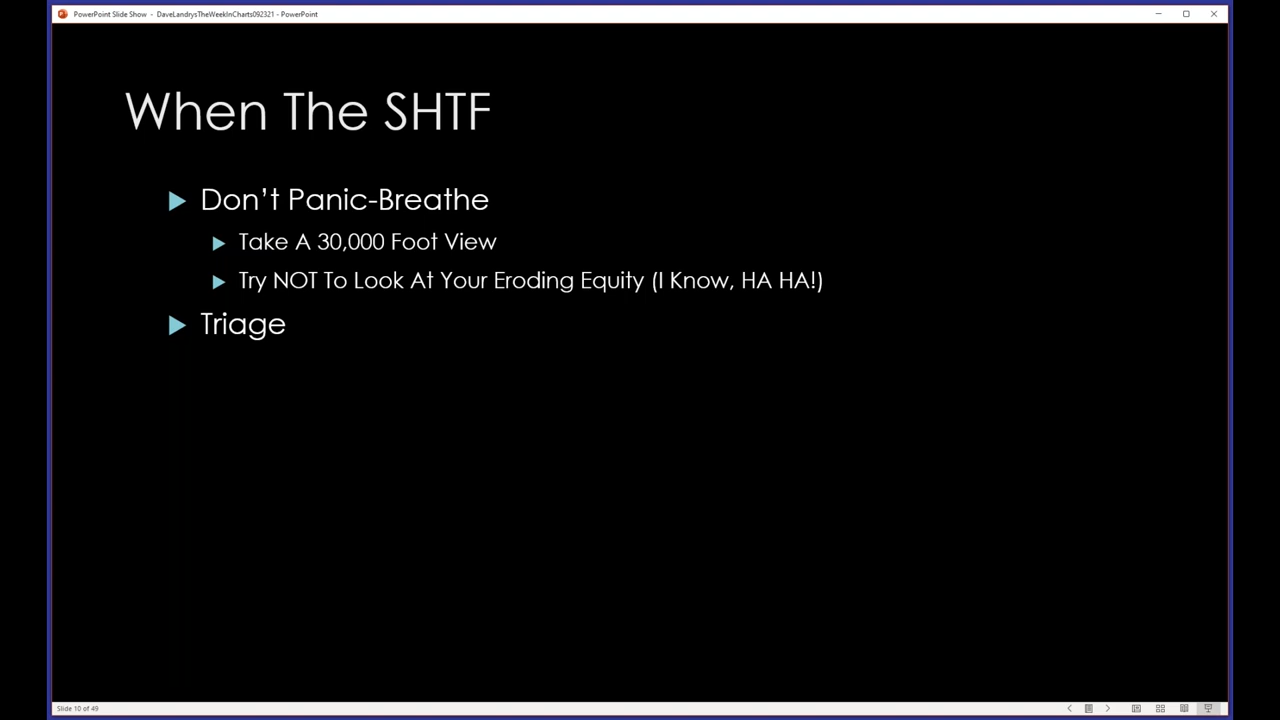 PowerPoint Slide Show - DaveLandrysTheWeekInCharts092321 - PowerPoint
When The SHTF
Don't Panic-Breathe
Take A 30,000 Foot View
Try NOT To Look At Your Eroding Equity (I Know, HA HA!)
Triage
Slide 10 of 49